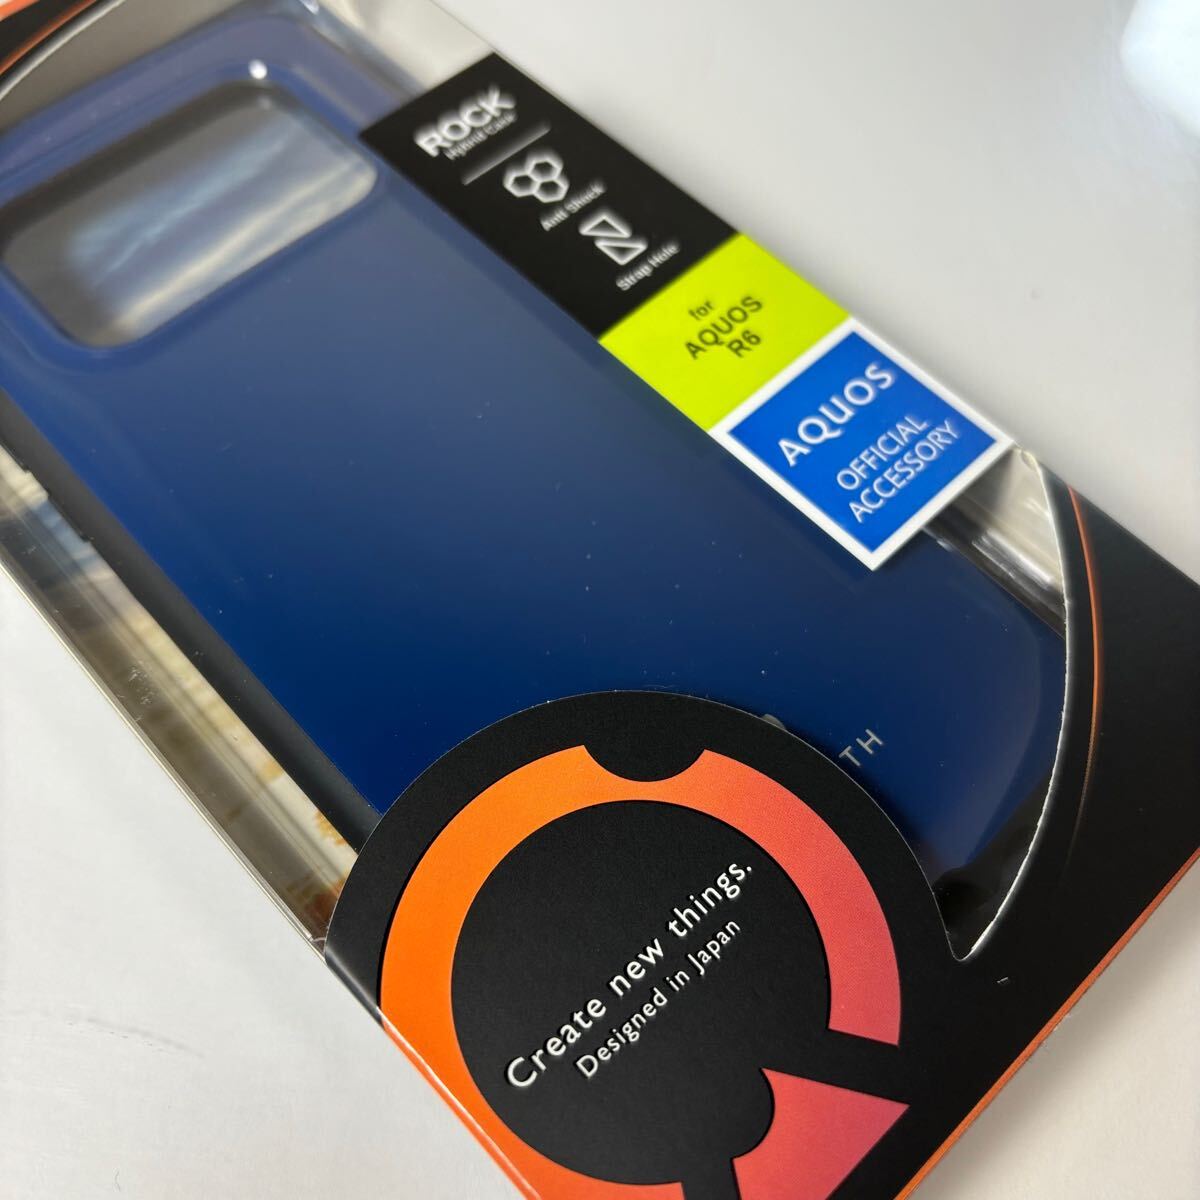 ROCK
Hybrid Case
Anti Shock
Strap Hole
for
AQUOS
R6
AQUOS
OFFICIAL
ACCESSORY
TH
Create new things.
Designed in Japan